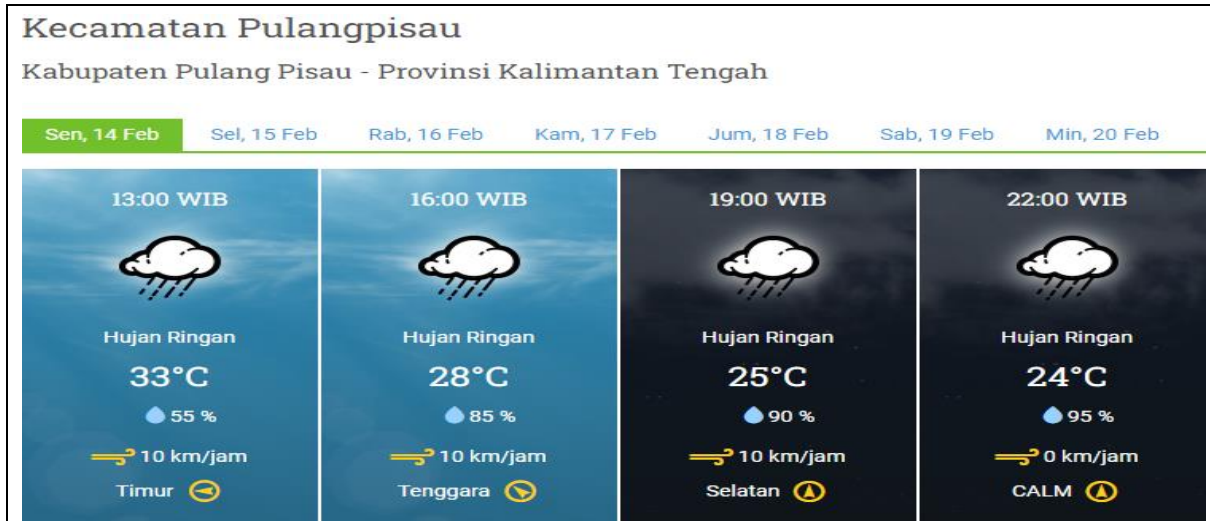 Kecamatan Pulangpisau
Kabupaten Pulang Pisau - Provinsi Kalimantan Tengah
Sen, 14 Feb Sel, 15 Feb Rab, 16 Feb Kam, 17 Feb Jum, 18 Feb Sab, 19 Feb Min, 20 Feb
13:00 WIB 16:00 WIB 19:00 WIB 22:00 WIB
Hujan Ringan Hujan Ringan Hujan Ringan Hujan Ringan
33°C 28°C 25°C 24°C
55 % 85 % 90 % 95 %
10 km/jam 10 km/jam 10 km/jam 0 km/jam
Timur Tenggara Selatan CALM